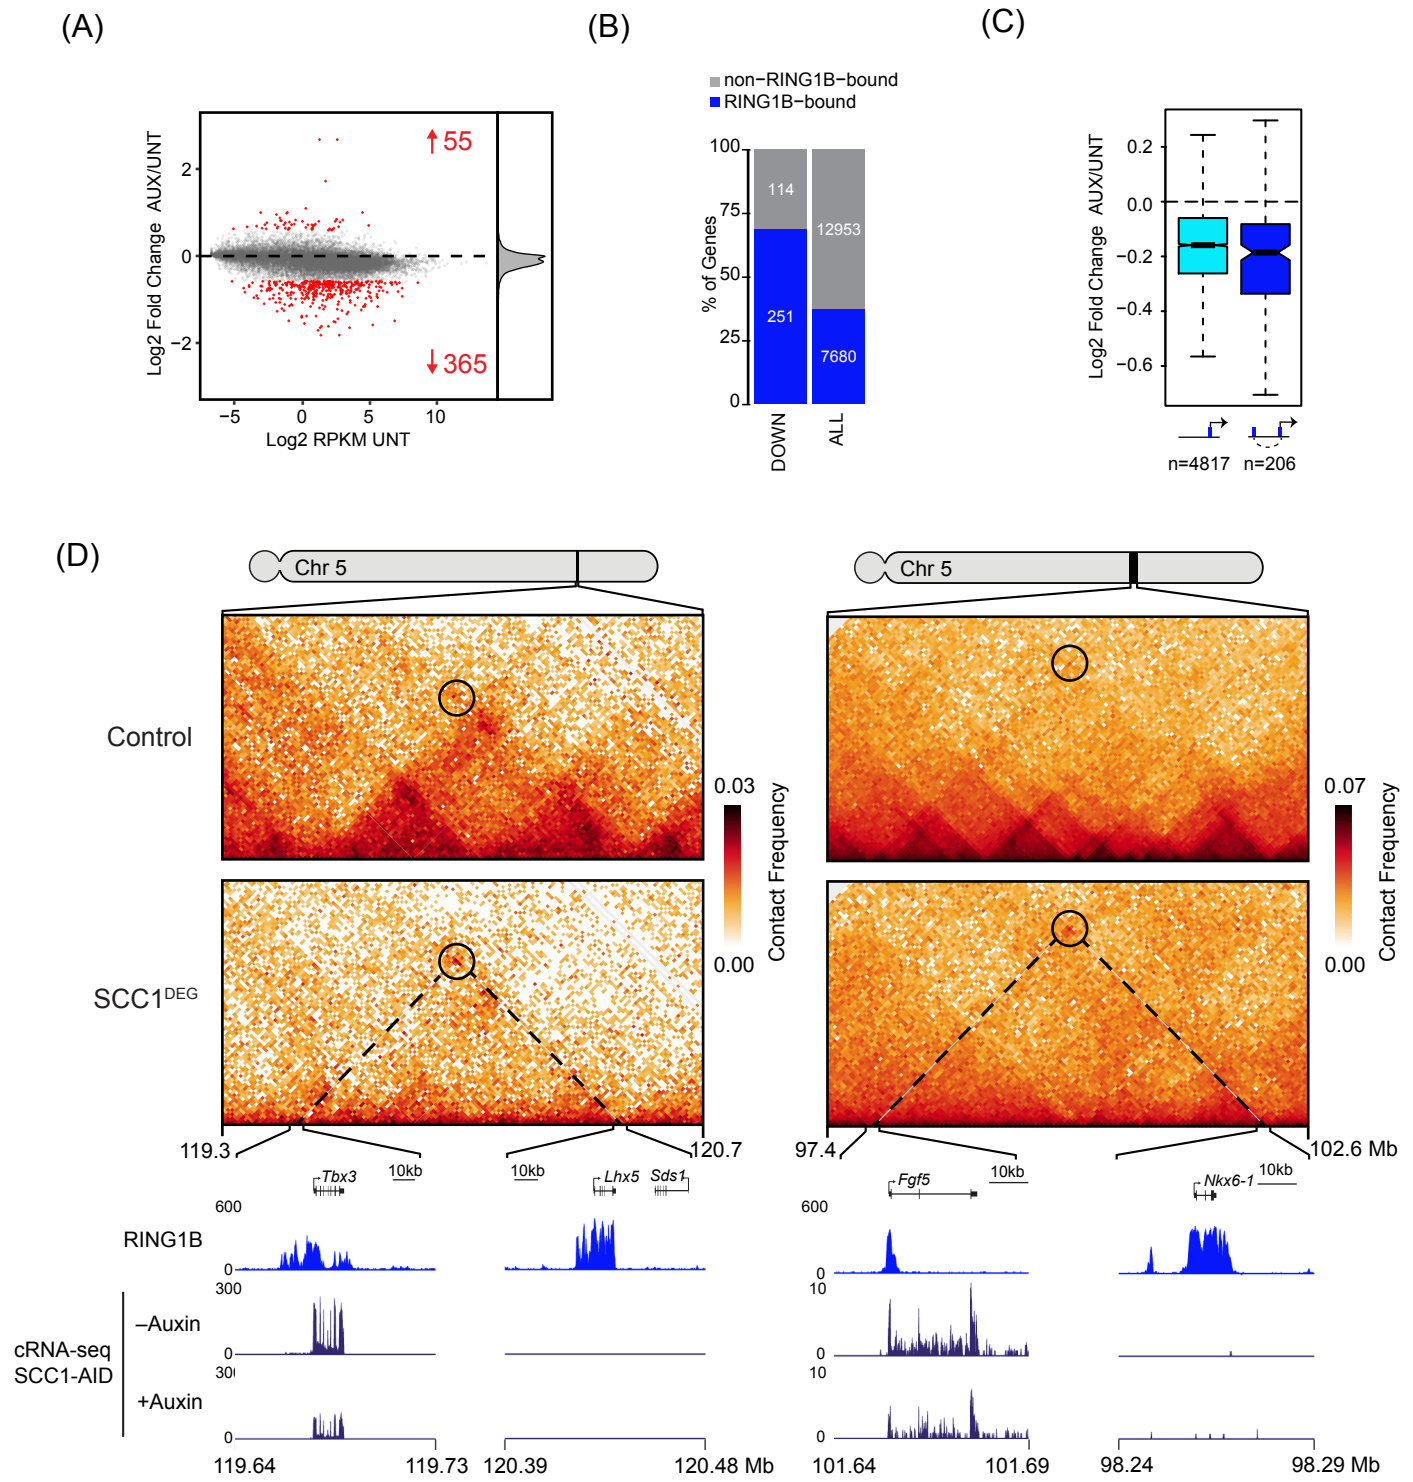 (A)
(B)
(C)
non−RING1B−bound
RING1B−bound
Log2 Fold Change AUX/UNT
2
0
−2
55
365
−5
0
5
10
Log2 RPKM UNT
% of Genes
100
75
50
25
0
114
251
12953
7680
DOWN
ALL
Log2 Fold Change AUX/UNT
0.2
0.0
−0.2
−0.4
−0.6
n=4817
n=206
(D)
Chr 5
Chr 5
Control
0.03
0.00
Contact Frequency
0.07
0.00
Contact Frequency
SCC1DEG
119.3
120.7
97.4
102.6 Mb
Tbx3
10kb
10kb
Lhx5
Sds1
Fgf5
10kb
Nkx6-1
10kb
RING1B
600
0
600
0
cRNA-seq
SCC1-AID
–Auxin
300
0
10
0
+Auxin
300
0
10
0
119.64
119.73
120.39
120.48 Mb
101.64
101.69
98.24
98.29 Mb